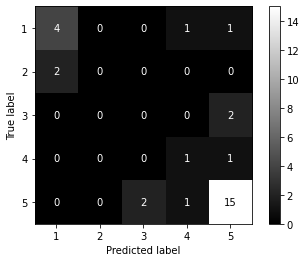 1 4 0 0 1 1
2 2 0 0 0 0
3 0 0 0 0 2
4 0 0 0 1 1
5 0 0 2 1 15
1 2 3 4 5
Predicted label
True label
14
12
10
8
6
4
2
0